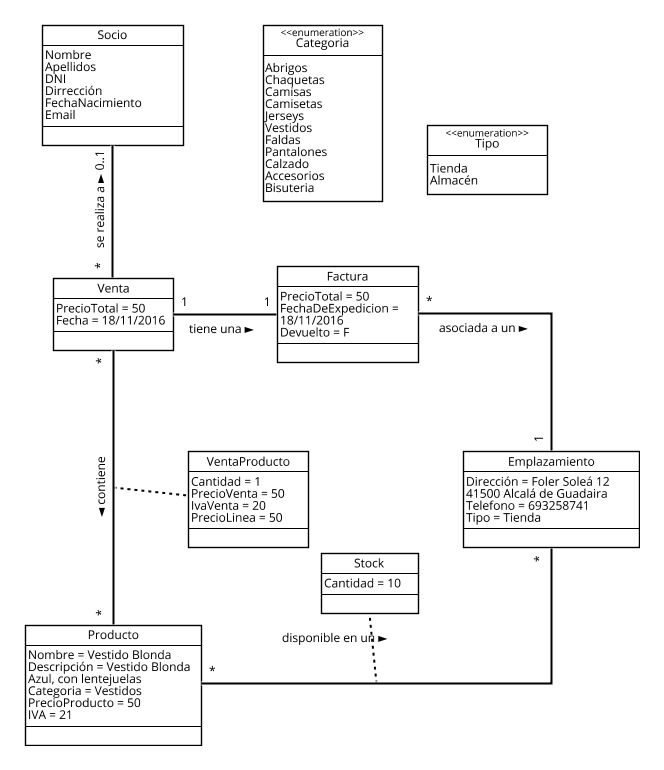 Socio
Nombre
Apellidos
DNI
Dirrección
FechaNacimiento
Email
<<enumeration>>
Categoria
Abrigos
Chaquetas
Camisas
Camisetas
Jerseys
Vestidos
Faldas
Pantalones
Calzado
Accesorios
Bisuteria
<<enumeration>>
Tipo
Tienda
Almacén
se realiza a ► 0..1
*
Venta
PrecioTotal = 50
Fecha = 18/11/2016
1
tiene una ►
1
Factura
PrecioTotal = 50
FechaDeExpedicion =
18/11/2016
Devuelto = F
*
asociada a un ►
1
*
◄ contiene
*
VentaProducto
Cantidad = 1
PrecioVenta = 50
IvaVenta = 20
PrecioLinea = 50
Emplazamiento
Dirección = Foler Soleá 12
41500 Alcalá de Guadaira
Telefono = 693258741
Tipo = Tienda
*
Stock
Cantidad = 10
disponible en un ►
*
Producto
Nombre = Vestido Blonda
Descripción = Vestido Blonda
Azul, con lentejuelas
Categoria = Vestidos
PrecioProducto = 50
IVA = 21